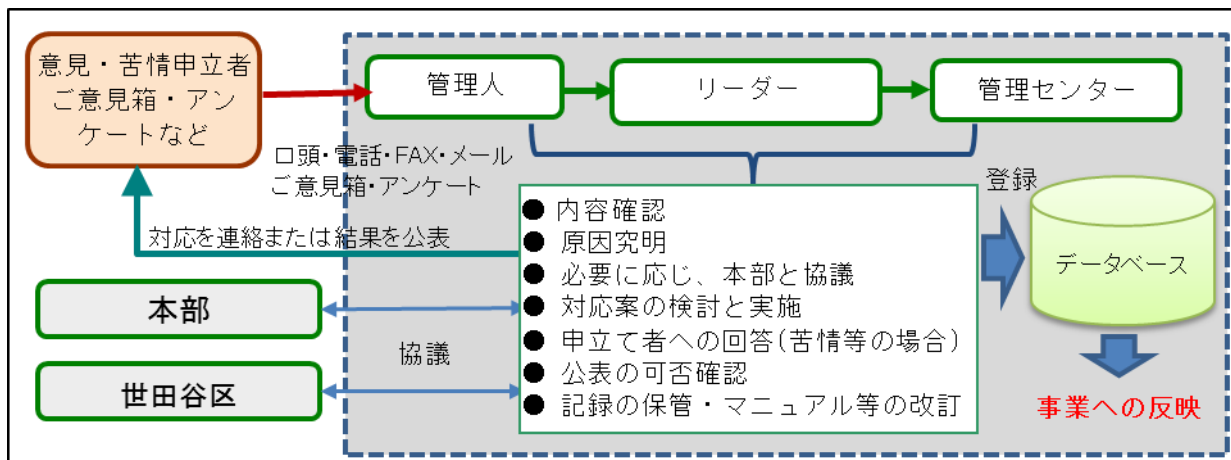 意見・苦情申立者
ご意見箱・アン
ケートなど
管理人
リーダー
管理センター
口頭・電話・FAX・メール
ご意見箱・アンケート
対応を連絡または結果を公表
本部
世田谷区
協議
● 内容確認
● 原因究明
● 必要に応じ、本部と協議
● 対応案の検討と実施
● 申立て者への回答(苦情等の場合)
● 公表の可否確認
● 記録の保管・マニュアル等の改訂
登録
データベース
事業への反映